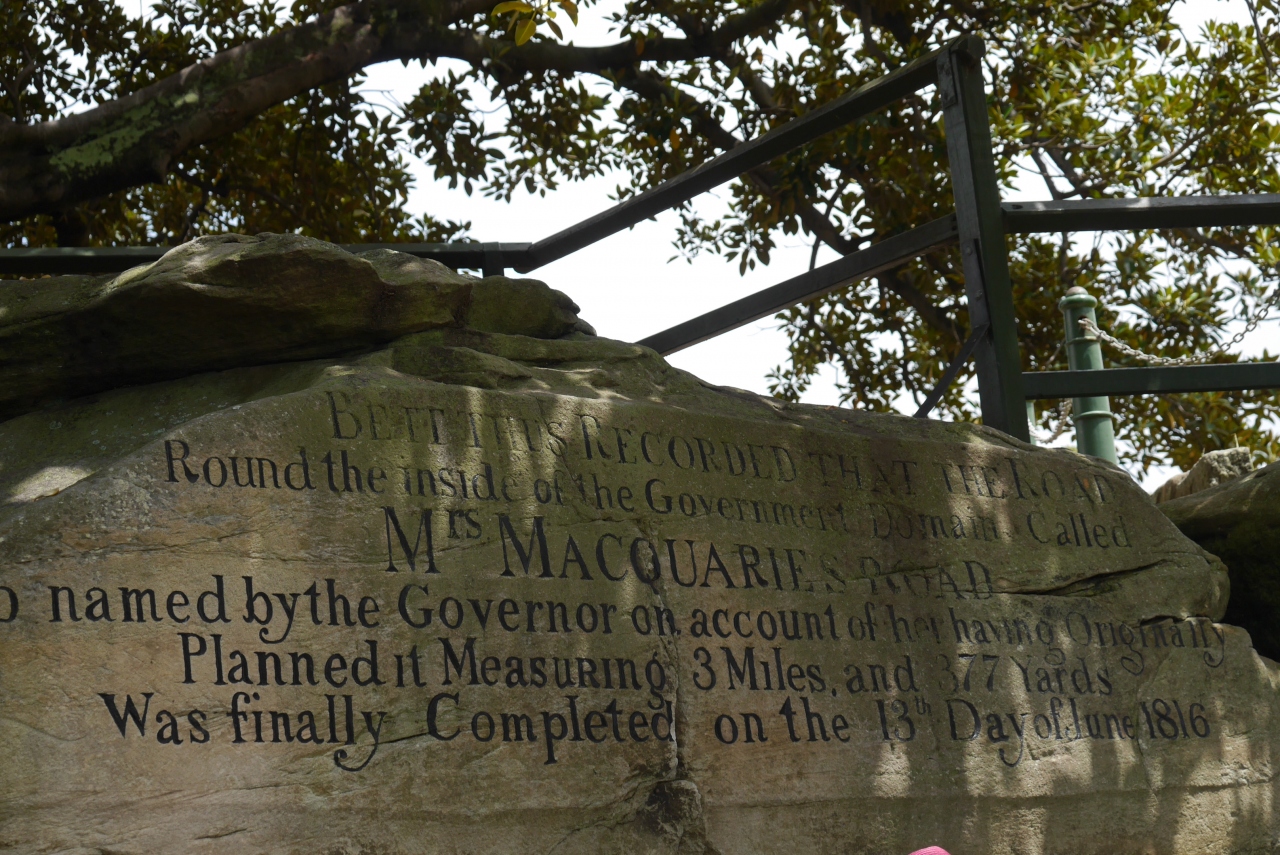 BE IT THUS RECORDED THAT THE ROAD
Round the inside of the Government Domain Called
Mrs MACQUARIE'S ROAD
o named by the Governor on account of her having Originally
Planned it Measuring 3 Miles, and 377 Yards
Was finally Completed on the 13th Day of June 1816